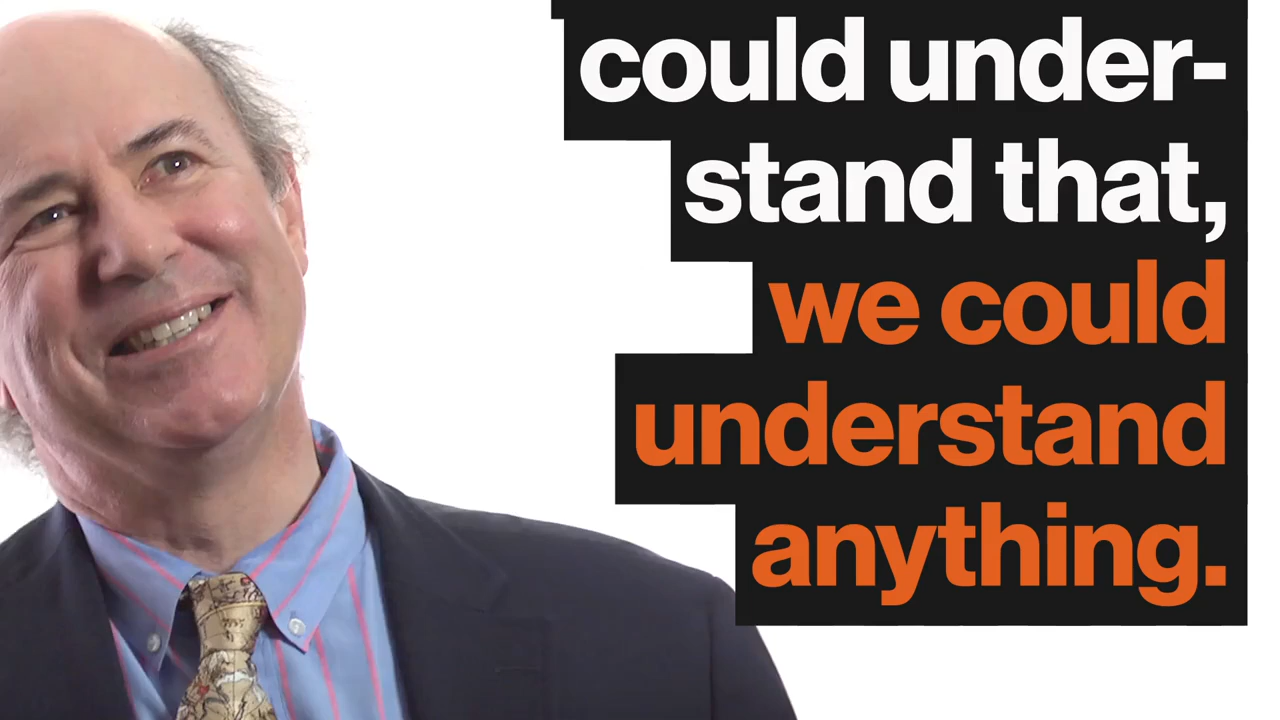 could under-
stand that,
we could
understand
anything.